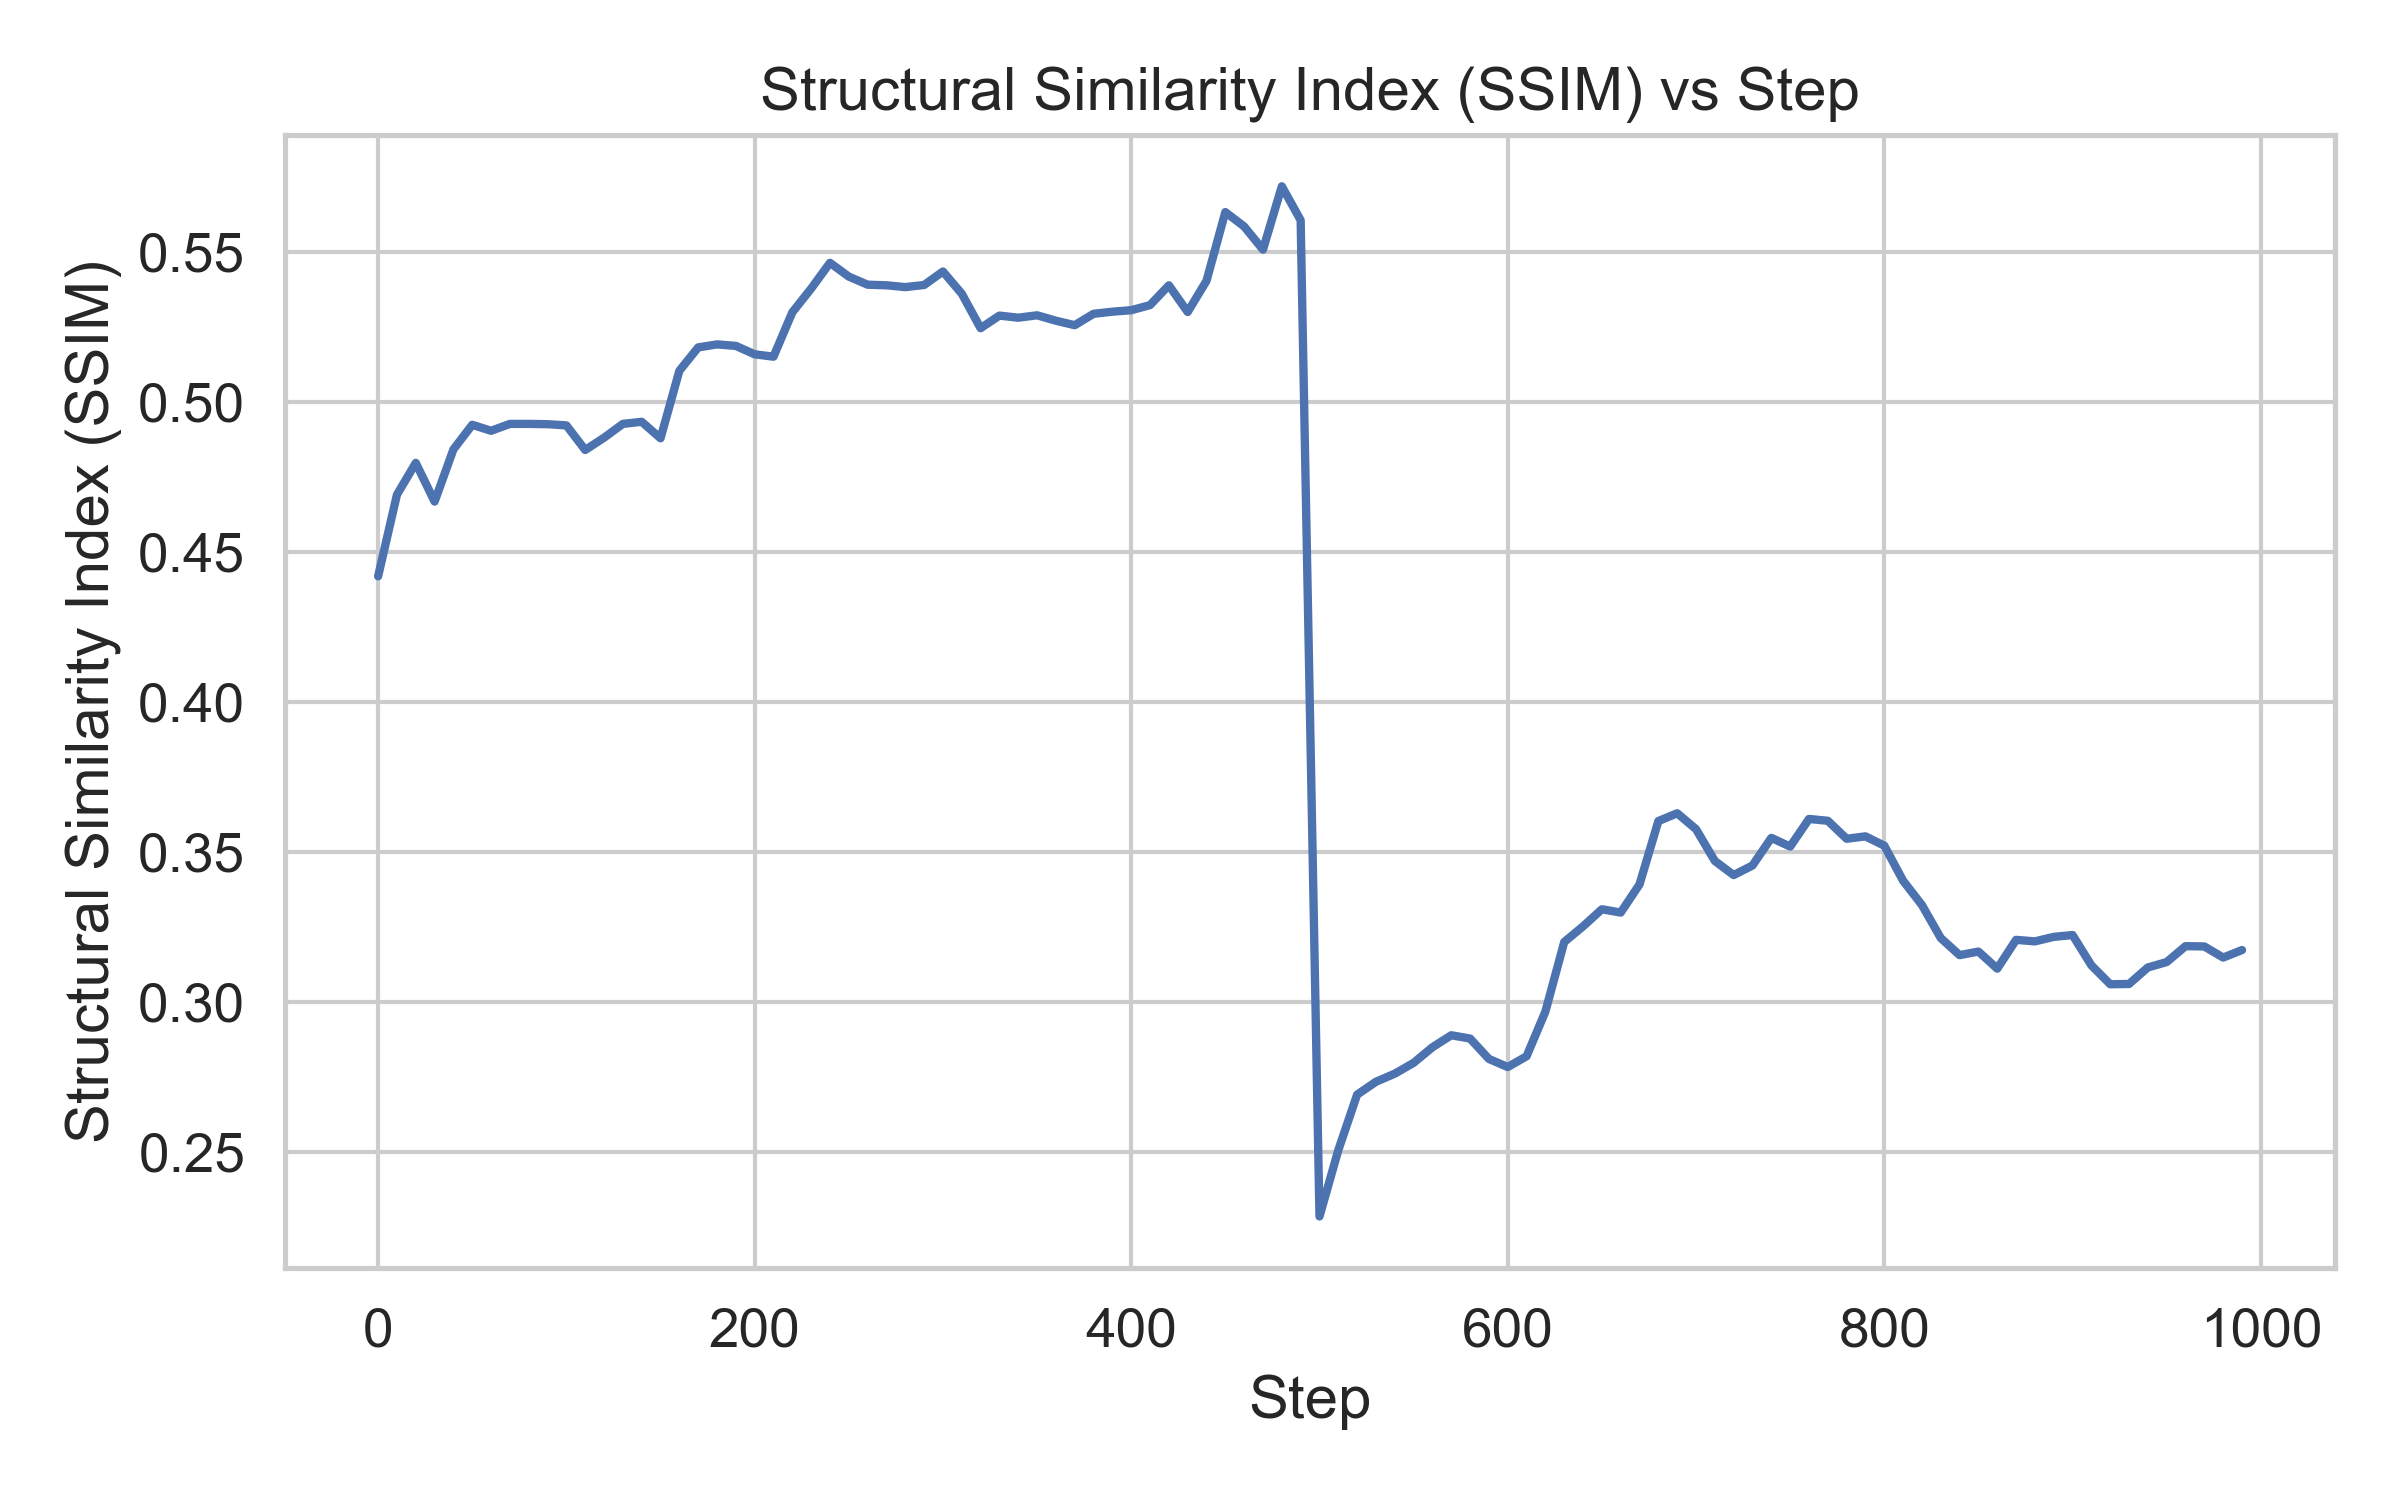 Structural Similarity Index (SSIM) vs Step
Structural Similarity Index (SSIM)
0.55
0.50
0.45
0.40
0.35
0.30
0.25
0 200 400 600 800 1000
Step